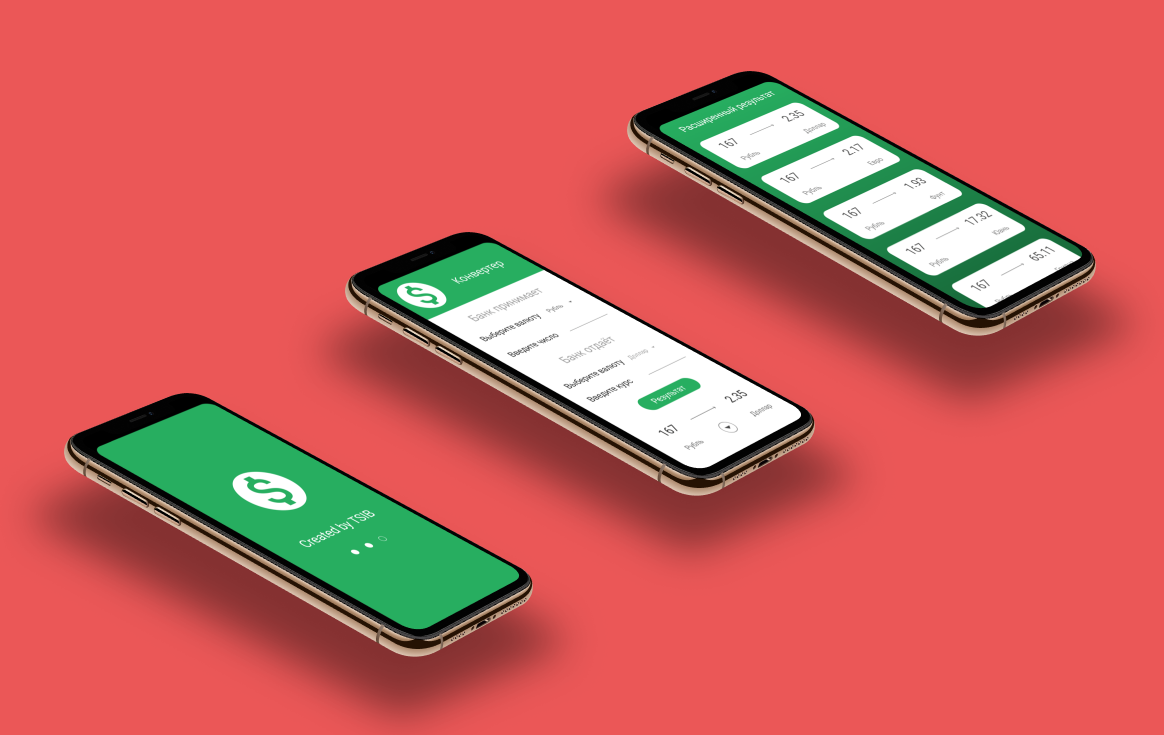 Created by TSIB
Конвертер
Банк принимает
Выберите валюту Рубль
Введите число
Банк отдаёт
Выберите валюту Доллар
Введите курс
Результат
167 2.35
Рубль Доллар
Расширенный результат
167 2.35
Рубль Доллар
167 2.17
Рубль Евро
167 1.93
Рубль Фунт
167 17.32
Рубль Юань
167 65.11